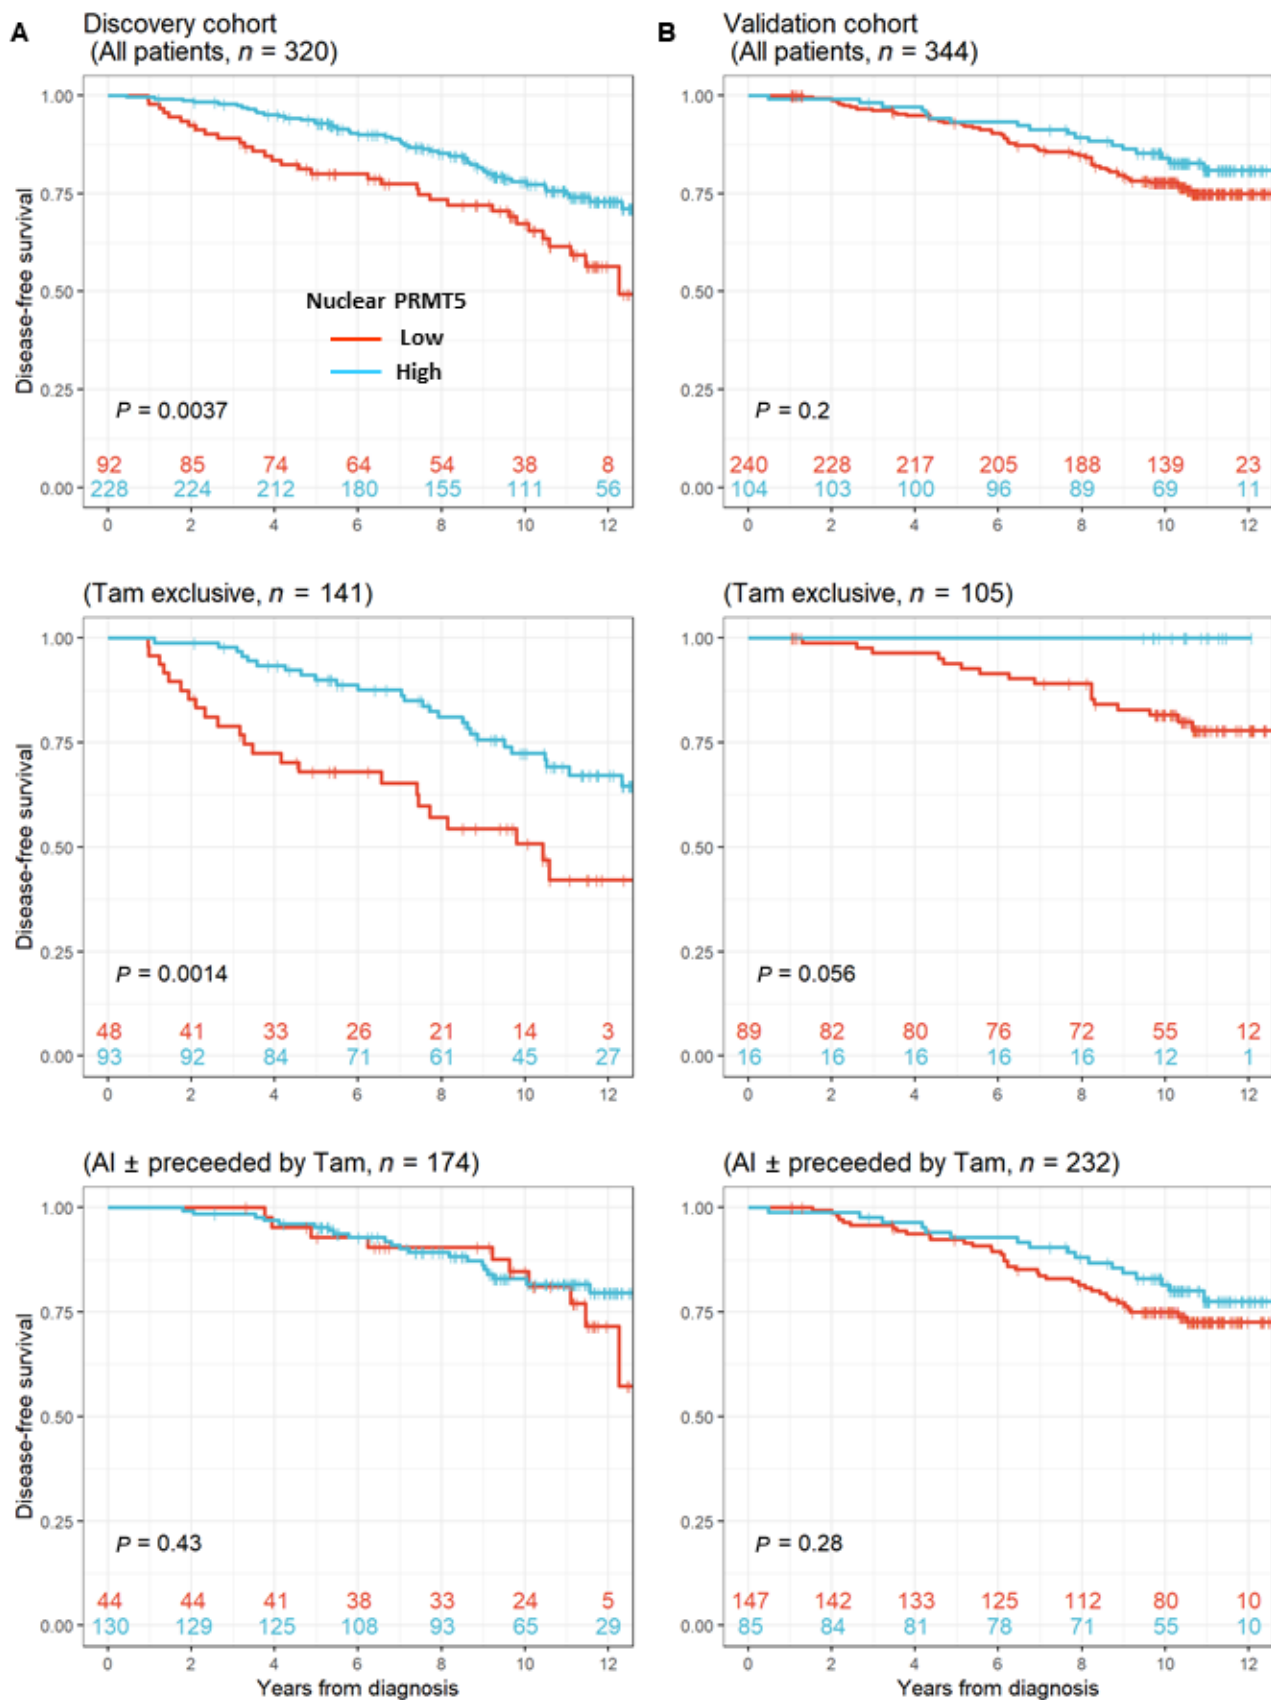 A
Discovery cohort
(All patients, n = 320)
Disease-free survival
1.00
0.75
0.50
0.25
0.00
Nuclear PRMT5
Low
High
P = 0.0037
92 85 74 64 54 38 8
228 224 212 180 155 111 56
0 2 4 6 8 10 12
B
Validation cohort
(All patients, n = 344)
1.00
0.75
0.50
0.25
0.00
P = 0.2
240 228 217 205 188 139 23
104 103 100 96 89 69 11
0 2 4 6 8 10 12
(Tam exclusive, n = 141)
Disease-free survival
1.00
0.75
0.50
0.25
0.00
P = 0.0014
48 41 33 26 21 14 3
93 92 84 71 61 45 27
0 2 4 6 8 10 12
(Tam exclusive, n = 105)
1.00
0.75
0.50
0.25
0.00
P = 0.056
89 82 80 76 72 55 12
16 16 16 16 16 12 1
0 2 4 6 8 10 12
(AI ± preceeded by Tam, n = 174)
Disease-free survival
1.00
0.75
0.50
0.25
0.00
P = 0.43
44 44 41 38 33 24 5
130 129 125 108 93 65 29
0 2 4 6 8 10 12
Years from diagnosis
(AI ± preceeded by Tam, n = 232)
1.00
0.75
0.50
0.25
0.00
P = 0.28
147 142 133 125 112 80 10
85 84 81 78 71 55 10
0 2 4 6 8 10 12
Years from diagnosis